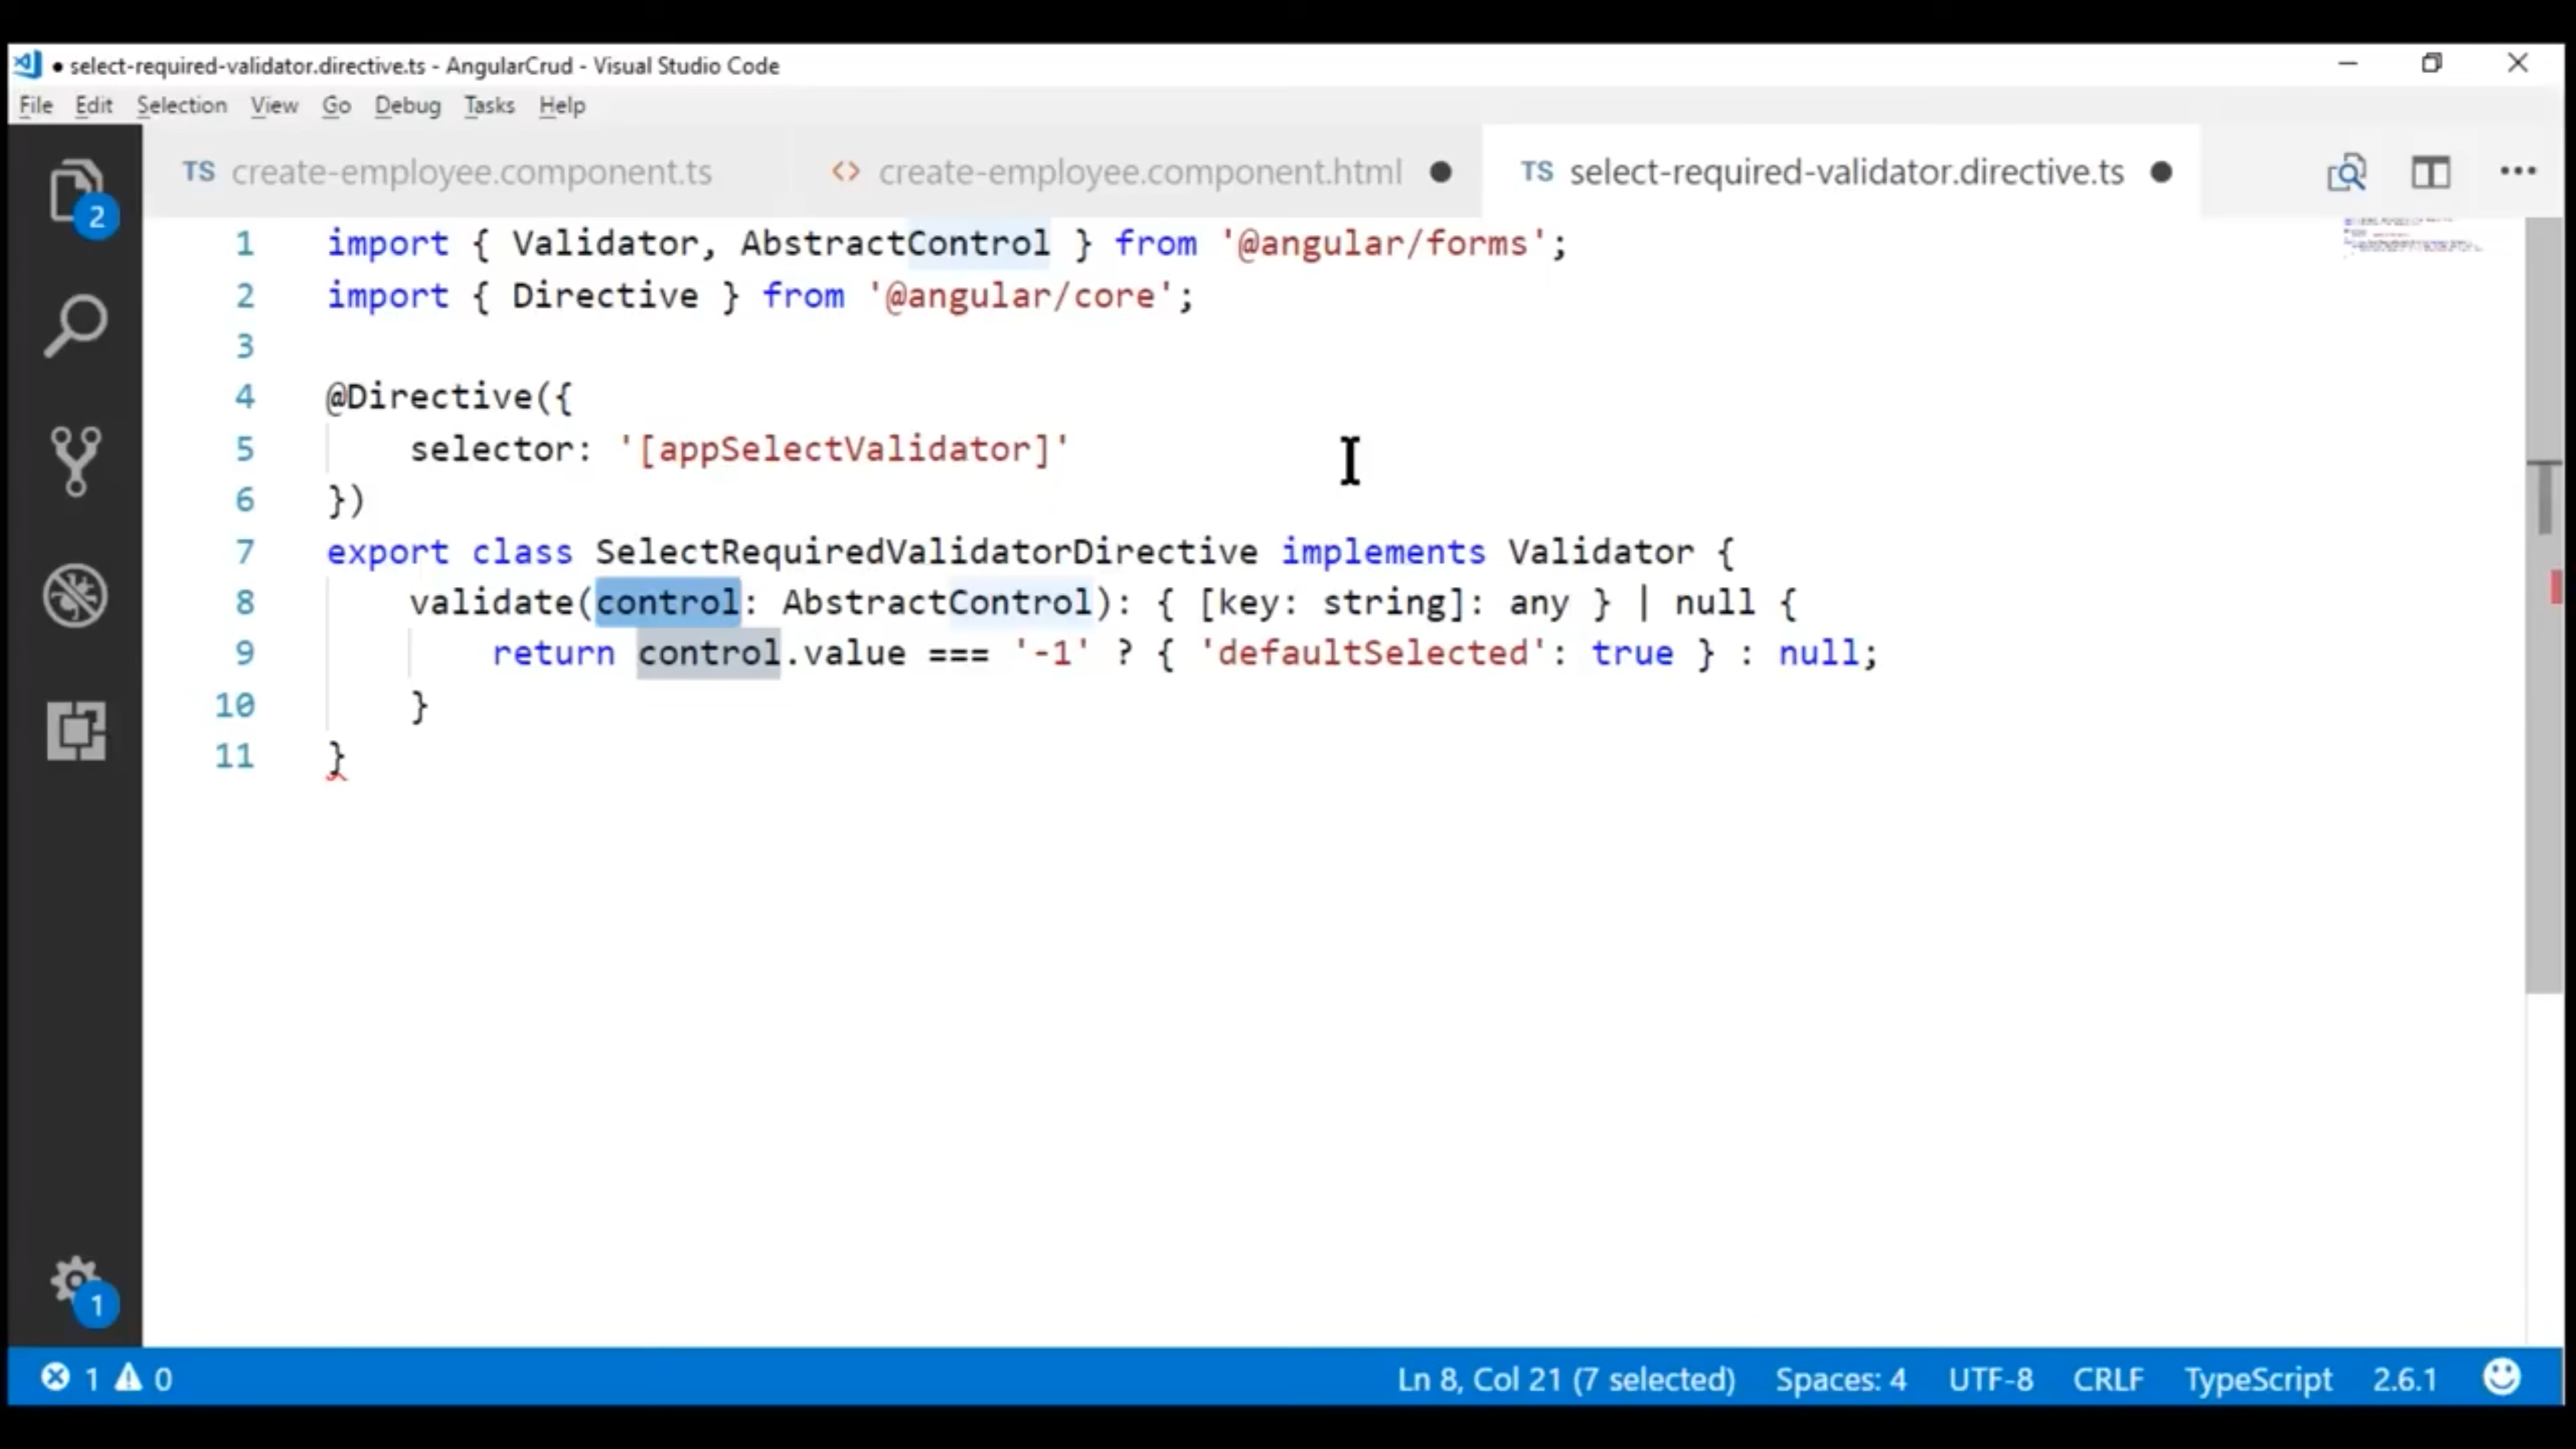 select-required-validator.directive.ts - AngularCrud - Visual Studio Code
File Edit Selection View Go Debug Tasks Help
TS create-employee.component.ts <> create-employee.component.html TS select-required-validator.directive.ts
2
1 import { Validator, AbstractControl } from '@angular/forms';
2 import { Directive } from '@angular/core';
3
4 @Directive({
5 selector: '[appSelectValidator]'
6 })
7 export class SelectRequiredValidatorDirective implements Validator {
8 validate(control: AbstractControl): { [key: string]: any } | null {
9 return control.value === '-1' ? { 'defaultSelected': true } : null;
10 }
11 }
1
1 0 Ln 8, Col 21 (7 selected) Spaces: 4 UTF-8 CRLF TypeScript 2.6.1